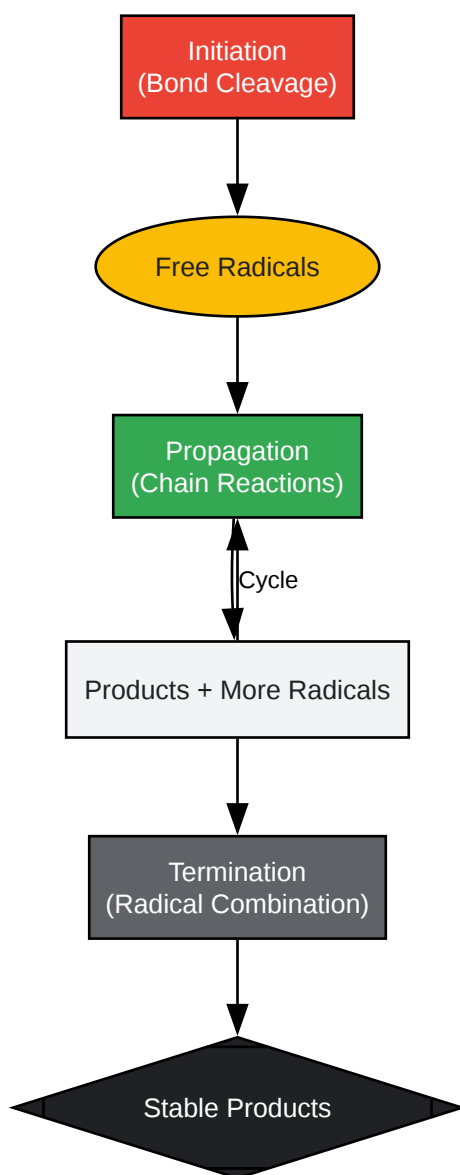 Initiation
(Bond Cleavage)
Free Radicals
Propagation
(Chain Reactions)
Cycle
Products + More Radicals
Termination
(Radical Combination)
Stable Products